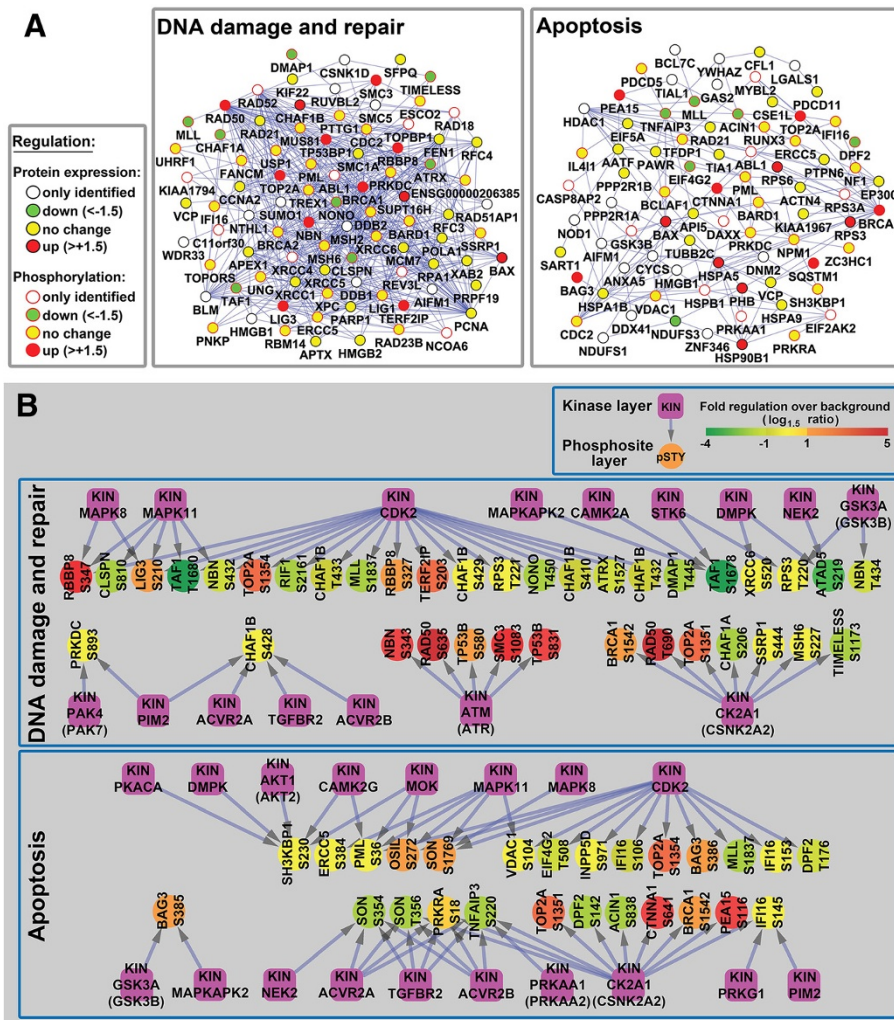 A
DNA damage and repair
Apoptosis
Regulation:
Protein expression:
only identified
down (<-1.5)
no change
up (>+1.5)
Phosphorylation:
only identified
down (<-1.5)
no change
up (>+1.5)
DMAP1
CSNK1D
SFPQ
SMC3
TIMELESS
KIF22
RUVBL2
RAD52
ESCO2
RAD50
CHAF1B
PTTG1
SMC5
RAD18
MLL
RAD21
MUS81
CDC2
TOPBP1
CHAF1A
TP53BP1
RBBP8
FEN1
RFC4
UHRF1
USP1
SMC1A
ATRX
FANCM
PML
PRKDC
KIAA1794
TOP2A
ABL1
ENSG00000206385
CCNA2
TREX1
BRCA1
VCP
IFI16
SUMO1
NONO
SUPT16H
RAD51AP1
NTHL1
NBN
DDB2
BARD1
RFC3
C11orf30
BRCA2
MSH2
XRCC6
POLA1
SSRP1
WDR33
MSH6
MCM7
BAX
APEX1
XRCC4
CLSPN
RPA1
XAB2
TOPORS
XRCC5
REV3L
UNG
DDB1
PRPF19
TAF1
XRCC1
AIFM1
BLM
XPC
LIG1
PCNA
LIG3
PARP1
TERF2IP
HMGB1
ERCC5
PNKP
RBM14
RAD23B
NCOA6
APTX
HMGB2
BCL7C
CFL1
YWHAZ
LGALS1
PDCD5
TIAL1
MYBL2
GAS2
PDCD11
PEA15
MLL
CSE1L
HDAC1
TNFAIP3
ACIN1
TOP2A
EIF5A
RAD21
RUNX3
IFI16
IL4I1
TFDP1
ABL1
DPF2
AATF
TIA1
ERCC5
PAWR
PTPN6
NF1
EIF4G2
RPS6
PPP2R1B
PML
EP300
CASP8AP2
CTNNA1
RPS3A
BCLAF1
ACTN4
PPP2R1A
BARD1
BRCA1
API5
KIAA1967
NOD1
DAXX
RPS3
GSK3B
BAX
PRKDC
NPM1
AIFM1
TUBB2C
ZC3HC1
SART1
CYCS
DNM2
ANXA5
HMGB1
HSPA5
SQSTM1
BAG3
HSPB1
PHB
VCP
SH3KBP1
HSPA1B
VDAC1
HSPA9
CDC2
DDX41
PRKAA1
EIF2AK2
NDUFS1
NDUFS3
ZNF346
PRKRA
HSP90B1
B
Kinase layer
KIN
Phosphosite layer
pSTY
Fold regulation over background
(log1.5 ratio)
-4 -1 1 5
DNA damage and repair
KIN MAPK8
KIN MAPK11
KIN CDK2
KIN MAPKAPK2
KIN CAMK2A
KIN STK6
KIN DMPK
KIN NEK2
KIN GSK3A (GSK3B)
RBBP8 S347
CLSPN S810
LIG3 S210
TAF1 T1680
NBN S432
TOP2A S1354
RIF1 S2161
CHAF1B T433
MLL S1837
RBBP8 S327
TERF2IP S203
CHAF1B S429
RPS3 T221
NONO T450
CHAF1B S410
ATRX S1527
CHAF1B T432
DMAP1 T445
TAF1 S1678
XRCC6 S520
RPS3 T220
ATAD5 S219
NBN T434
PRKDC S893
CHAF1B S428
NBN S343
RAD50 S635
TP53B S580
SMC3 S1083
TP53B S831
BRCA1 S1542
RAD50 T690
TOP2A S1351
CHAF1A S206
SSRP1 S444
MSH6 S227
TIMELESS S1173
KIN PAK4 (PAK7)
KIN PIM2
KIN ACVR2A
KIN TGFBR2
KIN ACVR2B
KIN ATM (ATR)
KIN CK2A1 (CSNK2A2)
Apoptosis
KIN PKACA
KIN DMPK
KIN AKT1 (AKT2)
KIN CAMK2G
KIN MOK
KIN MAPK11
KIN MAPK8
KIN CDK2
SH3KBP1 S230
ERCC5 S384
PML S36
OSIL S272
SON S1769
VDAC1 S104
EIF4G2 T508
INPP5D S971
IFI16 S106
TOP2A S1354
BAG3 S386
MLL S1837
IFI16 S153
DPF2 T176
BAG3 S385
SON S354
SON T356
PRKRA S18
TNFAIP3 S220
TOP2A S1351
DPF2 S142
ACIN1 S838
CTNNA1 S641
BRCA1 S1542
PEA15 S116
IFI16 S145
KIN GSK3A (GSK3B)
KIN MAPKAPK2
KIN NEK2
KIN ACVR2A
KIN TGFBR2
KIN ACVR2B
KIN PRKAA1 (PRKAA2)
KIN CK2A1 (CSNK2A2)
KIN PRKG1
KIN PIM2